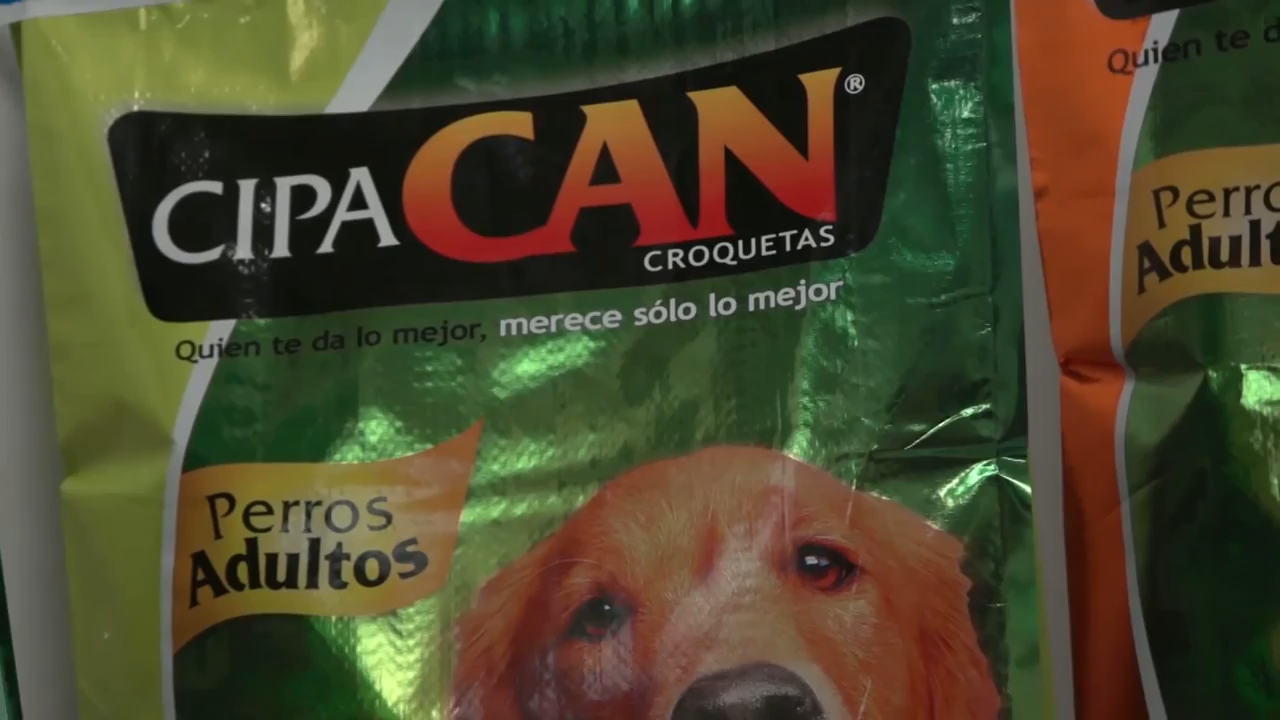 CIPACAN®
CROQUETAS
Quien te da lo mejor, merece sólo lo mejor
Perros
Adultos
Quien te
Perro
Adult